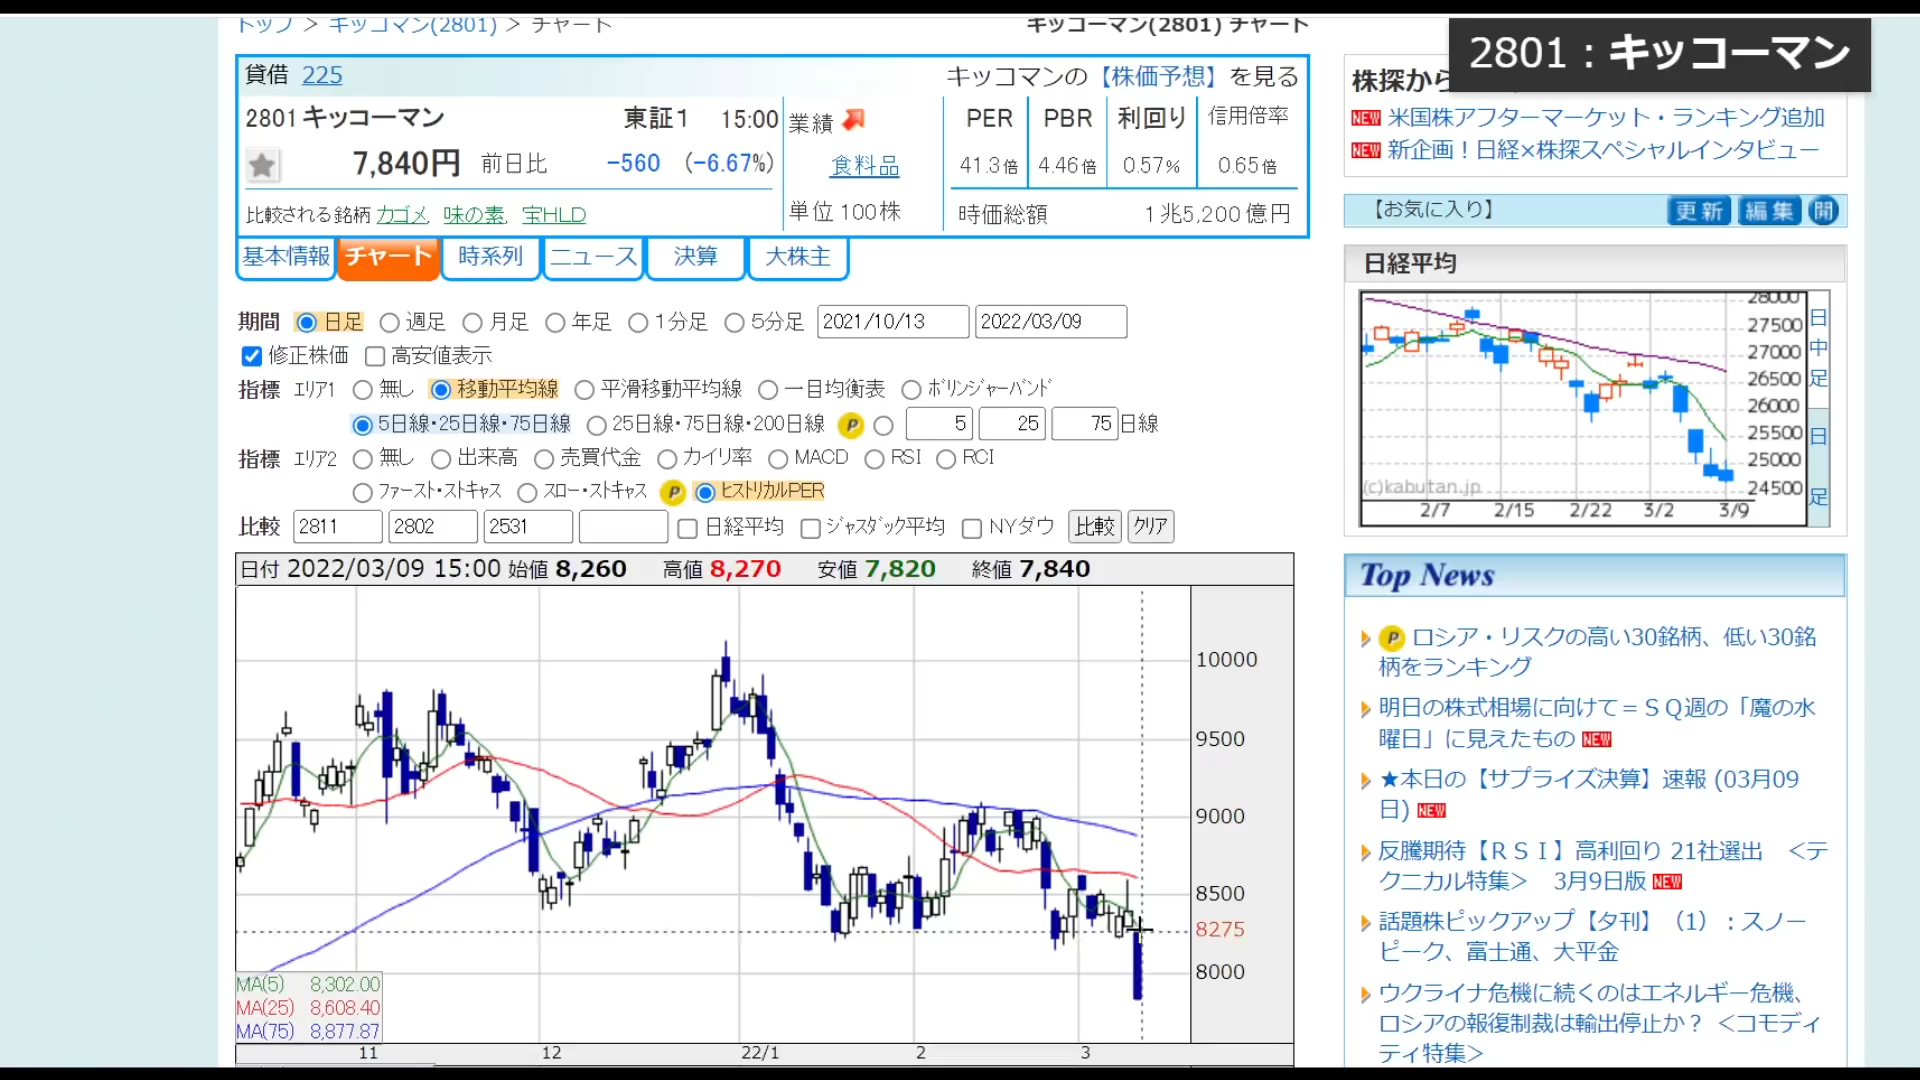 トップ > キッコマン(2801) > チャート
キッコーマン(2801) チャート
2801：キッコーマン
貸借 225
キッコマンの【株価予想】を見る
2801 キッコーマン 東証1 15:00
7,840円 前日比 -560 (-6.67%)
比較される銘柄 カゴメ, 味の素, 宝HLD
業績
食料品
単位 100株
PER PBR 利回り 信用倍率
41.3倍 4.46倍 0.57% 0.65倍
時価総額 1兆5,200億円
基本情報 チャート 時系列 ニュース 決算 大株主
期間 日足 週足 月足 年足 1分足 5分足 2021/10/13 2022/03/09
修正株価 高安値表示
指標 ｴﾘｱ1 無し 移動平均線 平滑移動平均線 一目均衡表 ﾎﾞﾘﾝｼﾞｬｰﾊﾞﾝﾄﾞ
5日線・25日線・75日線 25日線・75日線・200日線 P 5 25 75 日線
指標 ｴﾘｱ2 無し 出来高 売買代金 カイリ率 MACD RSI RCI
ﾌｧｰｽﾄ・ｽﾄｷｬｽ ｽﾛｰ・ｽﾄｷｬｽ P ﾋｽﾄﾘｶﾙPER
比較 2811 2802 2531 日経平均 ｼﾞｬｽﾀﾞｯｸ平均 NYダウ 比較 ｸﾘｱ
日付 2022/03/09 15:00 始値 8,260 高値 8,270 安値 7,820 終値 7,840
10000
9500
9000
8500
8275
8000
MA(5) 8,302.00
MA(25) 8,608.40
MA(75) 8,877.87
11 12 22/1 2 3
株探から
NEW 米国株アフターマーケット・ランキング追加
NEW 新企画！日経×株探スペシャルインタビュー
【お気に入り】 更新 編集 開
日経平均
28000
27500
27000
26500
26000
25500
25000
24500
(c)kabutan.jp
2/7 2/15 2/22 3/2 3/9
日
中
足
日
足
Top News
P ロシア・リスクの高い30銘柄、低い30銘
柄をランキング
明日の株式相場に向けて＝ＳＱ週の「魔の水
曜日」に見えたもの NEW
★本日の【サプライズ決算】速報 (03月09
日) NEW
反騰期待【ＲＳＩ】高利回り 21社選出 ＜テ
クニカル特集＞ 3月9日版 NEW
話題株ピックアップ【夕刊】（1）：スノー
ピーク、富士通、大平金
ウクライナ危機に続くのはエネルギー危機、
ロシアの報復制裁は輸出停止か？ ＜コモディ
ティ特集＞